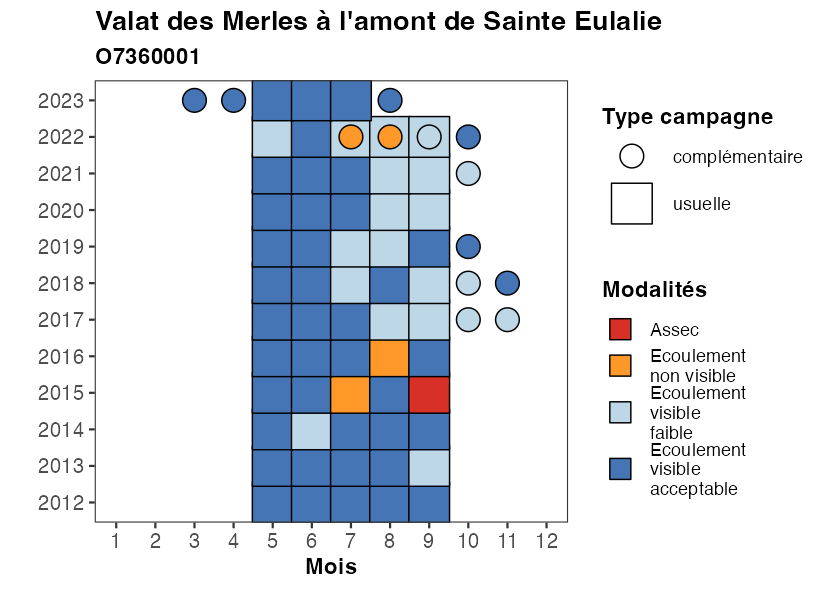 Valat des Merles à l'amont de Sainte Eulalie
O7360001
2023
2022
2021
2020
2019
2018
2017
2016
2015
2014
2013
2012
1 2 3 4 5 6 7 8 9 10 11 12
Mois
Type campagne
complémentaire
usuelle
Modalités
Assec
Ecoulement
non visible
Ecoulement
visible
faible
Ecoulement
visible
acceptable